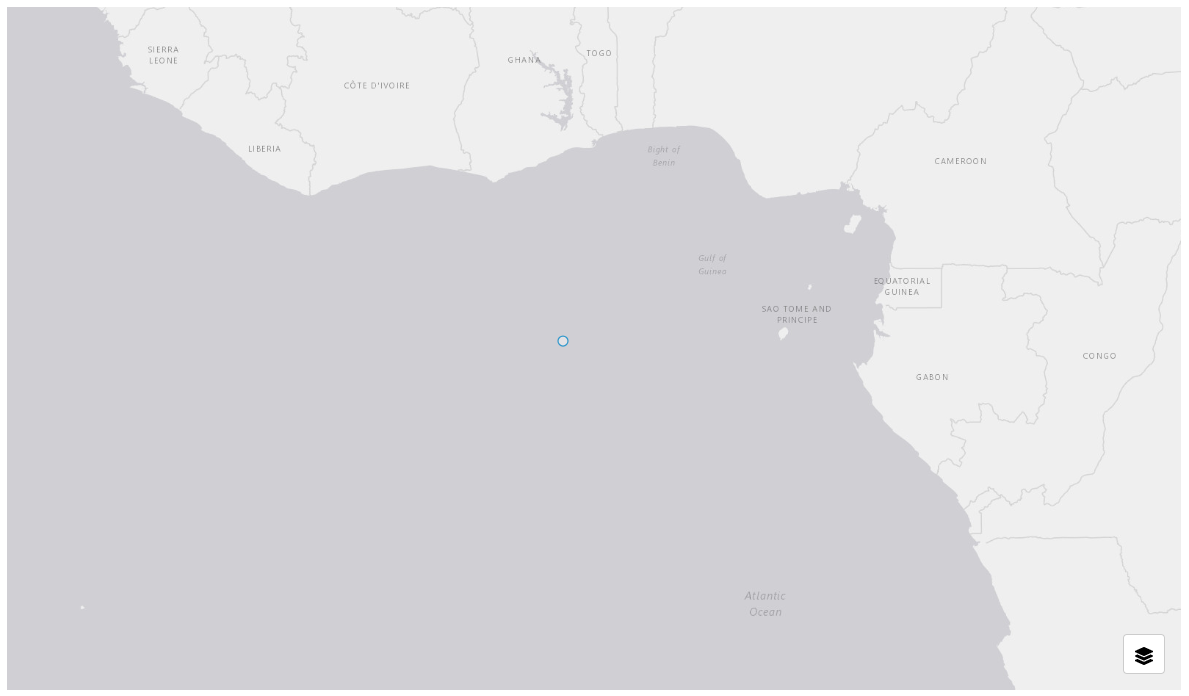 SIERRA
LEONE
GHANA
TOGO
CÔTE D'IVOIRE
LIBERIA
Bight of
Benin
CAMEROON
Gulf of
Guinea
EQUATORIAL
GUINEA
SAO TOME AND
PRINCIPE
CONGO
GABON
Atlantic
Ocean